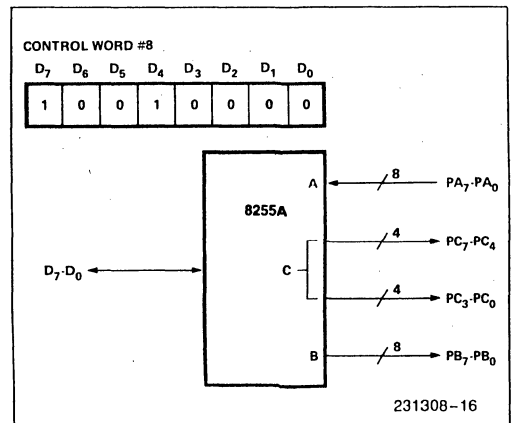 CONTROL WORD #8
D7 D6 D5 D4 D3 D2 D1 D0
1 0 0 1 0 0 0 0
A
8
PA7-PA0
8255A
4
PC7-PC4
D7-D0
C
4
PC3-PC0
B
8
PB7-PB0
231308-16